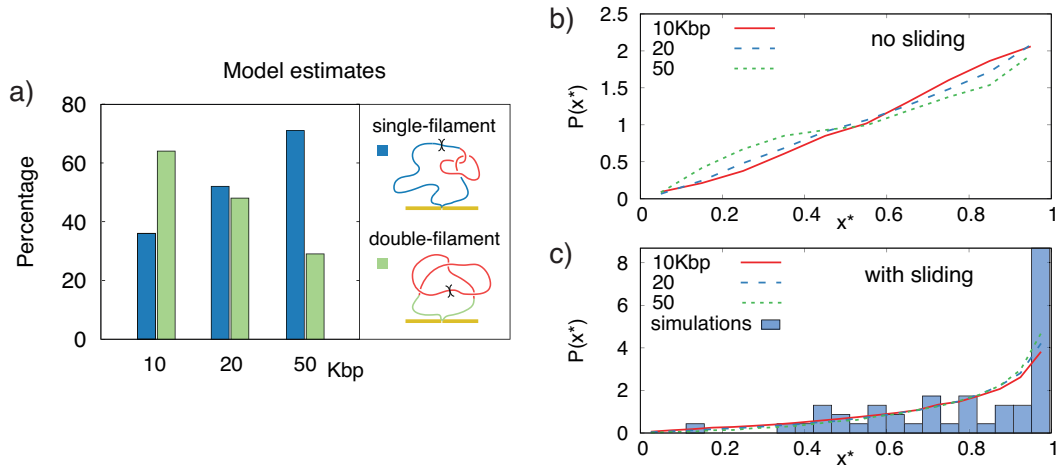 Model estimates
a)
80
60
40
20
0
Percentage
10 20 50 Kbp
single-filament
double-filament
b)
2.5
2
1.5
1
0.5
0
P(x*)
10Kbp
20
50
no sliding
0 0.2 0.4 0.6 0.8 1
x*
c)
8
6
4
2
0
P(x*)
10Kbp
20
50
simulations
with sliding
0 0.2 0.4 0.6 0.8 1
x*